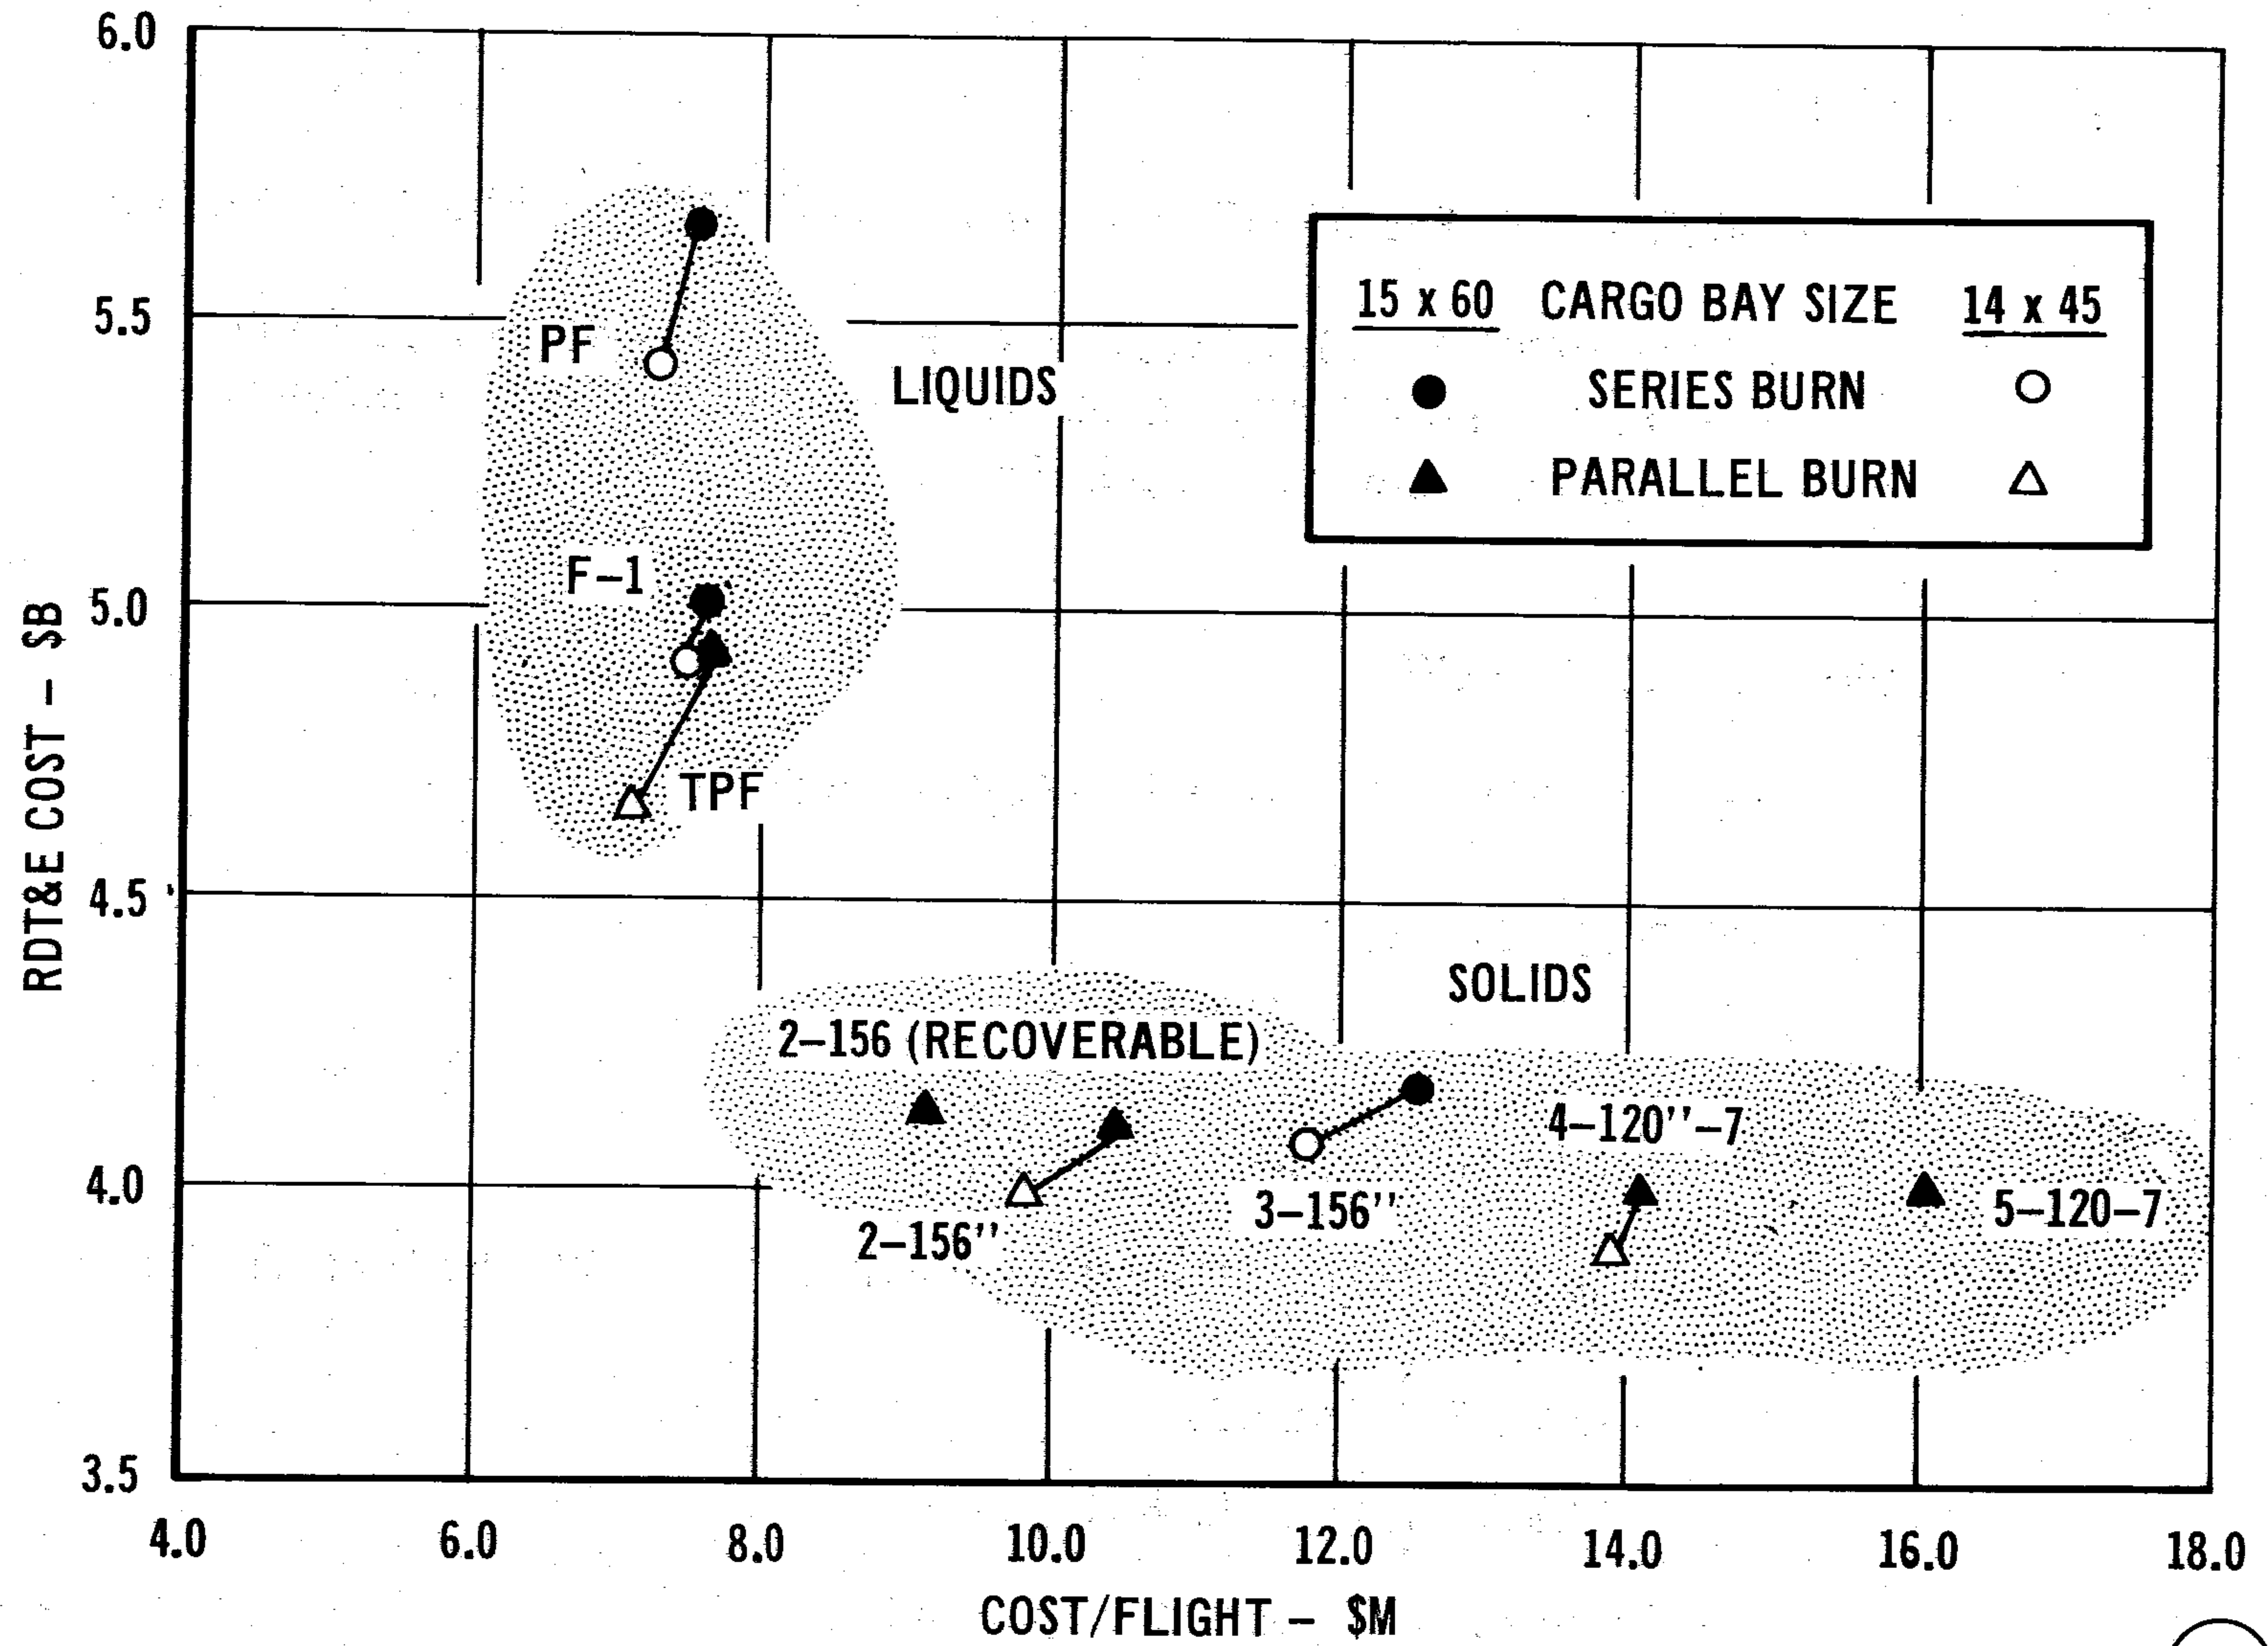 6.0
5.5
5.0
4.5
4.0
3.5
RDT&E COST – $B
4.0 6.0 8.0 10.0 12.0 14.0 16.0 18.0
COST/FLIGHT – $M
15 x 60 CARGO BAY SIZE 14 x 45
SERIES BURN
PARALLEL BURN
PF
LIQUIDS
F–1
TPF
SOLIDS
2–156 (RECOVERABLE)
4–120''–7
2–156''
3–156''
5–120–7